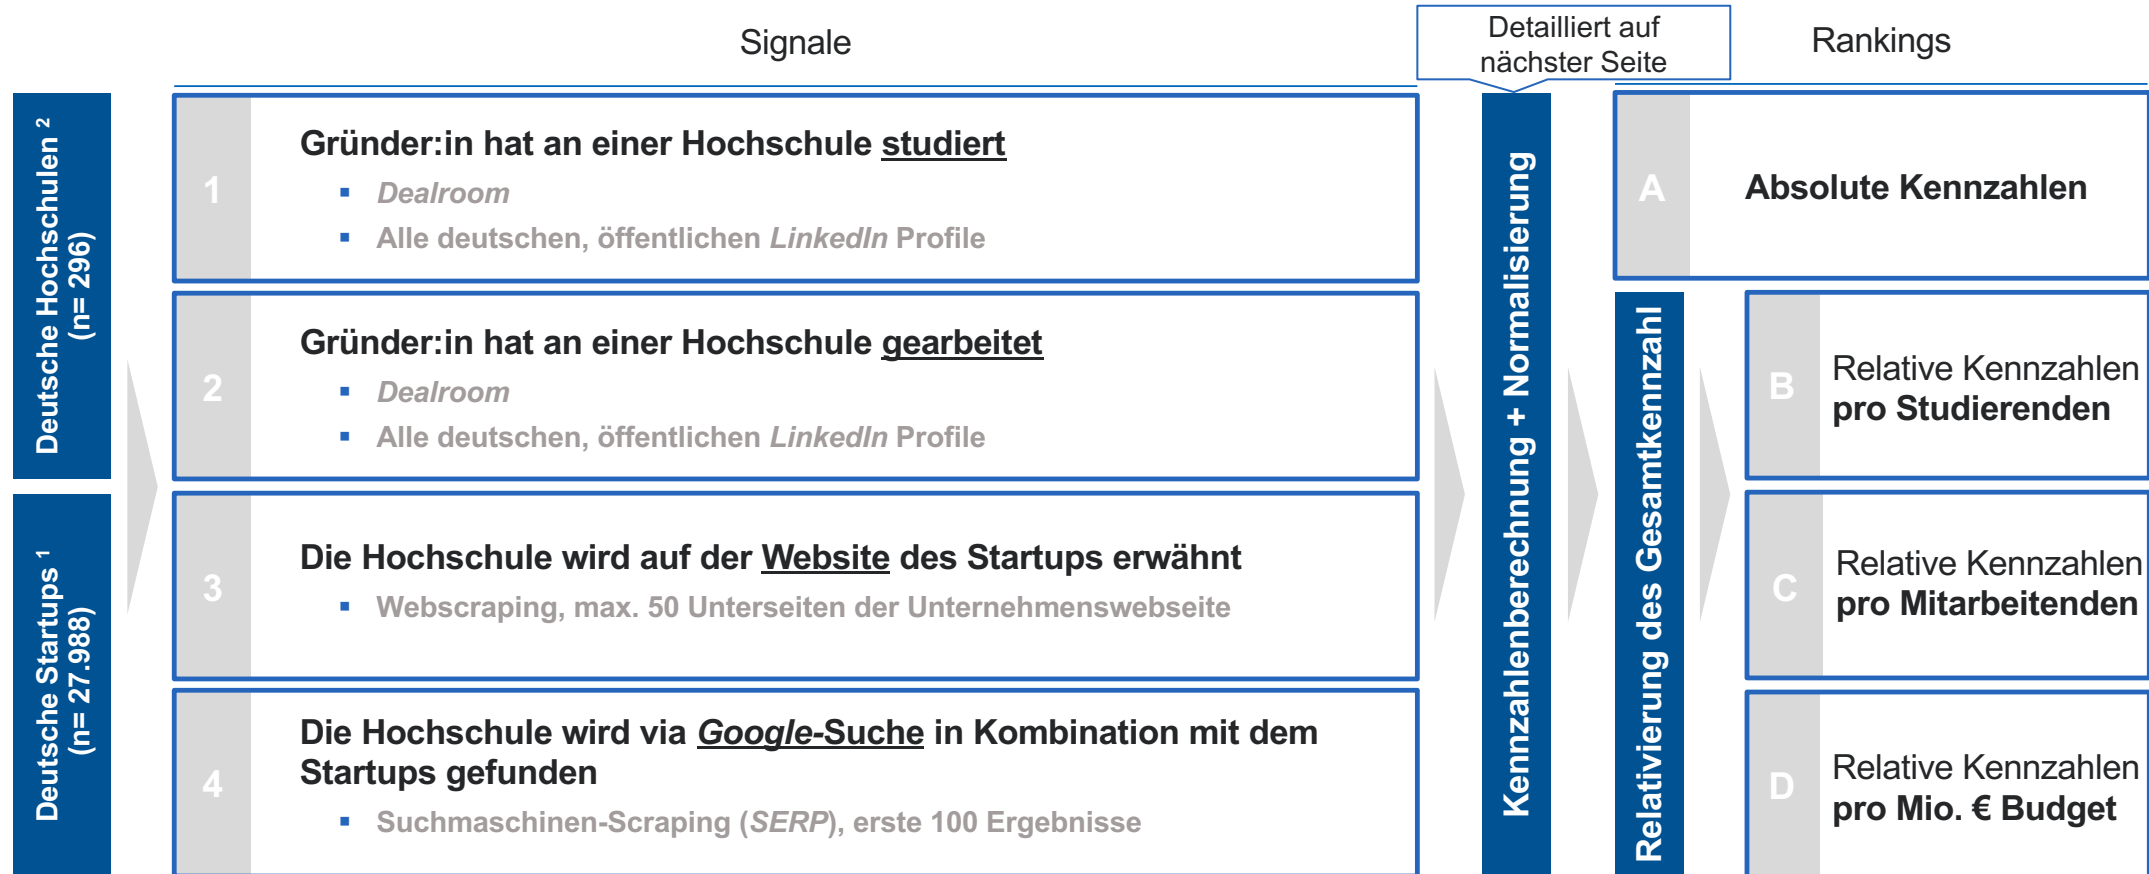 Signale
Detailliert auf
nächster Seite
Rankings
Deutsche Hochschulen ²
(n= 296)
Deutsche Startups ¹
(n= 27.988)
1
Gründer:in hat an einer Hochschule studiert
▪ Dealroom
▪ Alle deutschen, öffentlichen LinkedIn Profile
2
Gründer:in hat an einer Hochschule gearbeitet
▪ Dealroom
▪ Alle deutschen, öffentlichen LinkedIn Profile
3
Die Hochschule wird auf der Website des Startups erwähnt
▪ Webscraping, max. 50 Unterseiten der Unternehmenswebseite
4
Die Hochschule wird via Google-Suche in Kombination mit dem
Startups gefunden
▪ Suchmaschinen-Scraping (SERP), erste 100 Ergebnisse
Kennzahlenberechnung + Normalisierung
Relativierung des Gesamtkennzahl
A
Absolute Kennzahlen
B
Relative Kennzahlen
pro Studierenden
C
Relative Kennzahlen
pro Mitarbeitenden
D
Relative Kennzahlen
pro Mio. € Budget